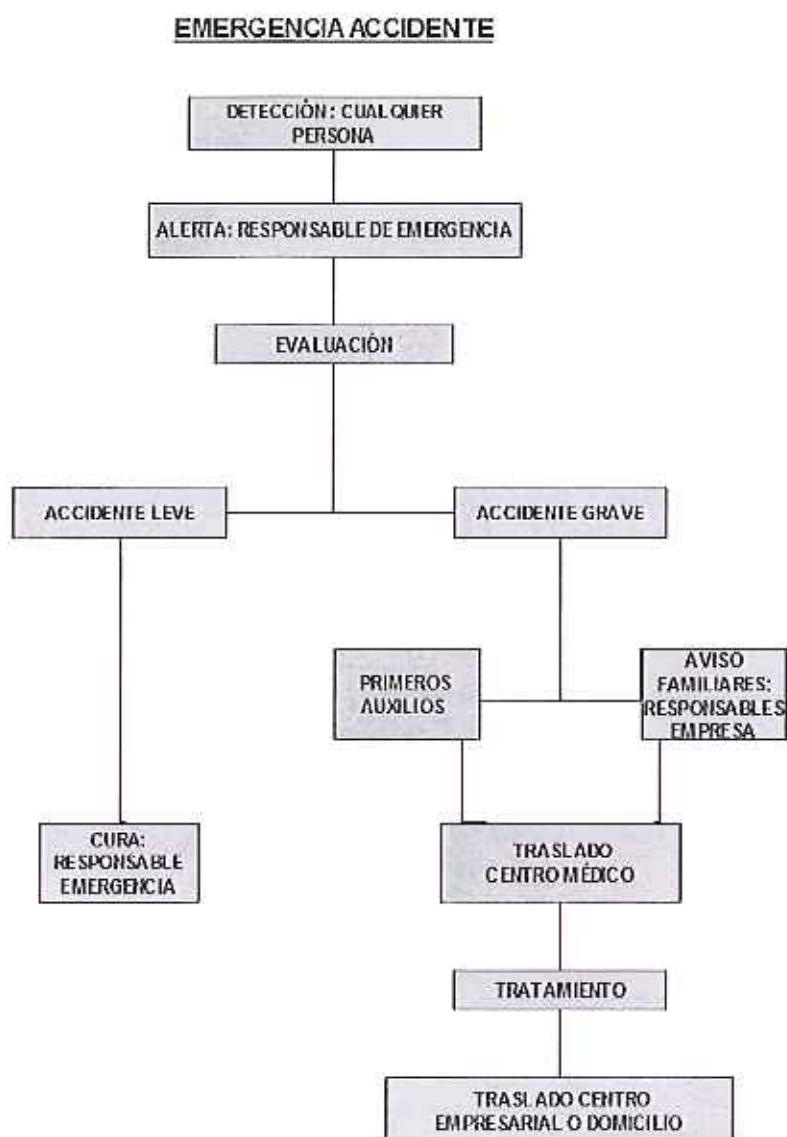 EMERGENCIA ACCIDENTE
DETECCIÓN: CUALQUIER
PERSONA
ALERTA: RESPONSABLE DE EMERGENCIA
EVALUACIÓN
ACCIDENTE LEVE
ACCIDENTE GRAVE
PRIMEROS
AUXILIOS
AVISO
FAMILIARES:
RESPONSABLES
EMPRESA
CURA:
RESPONSABLE
EMERGENCIA
TRASLADO
CENTRO MÉDICO
TRATAMIENTO
TRASLADO CENTRO
EMPRESARIAL O DOMICILIO